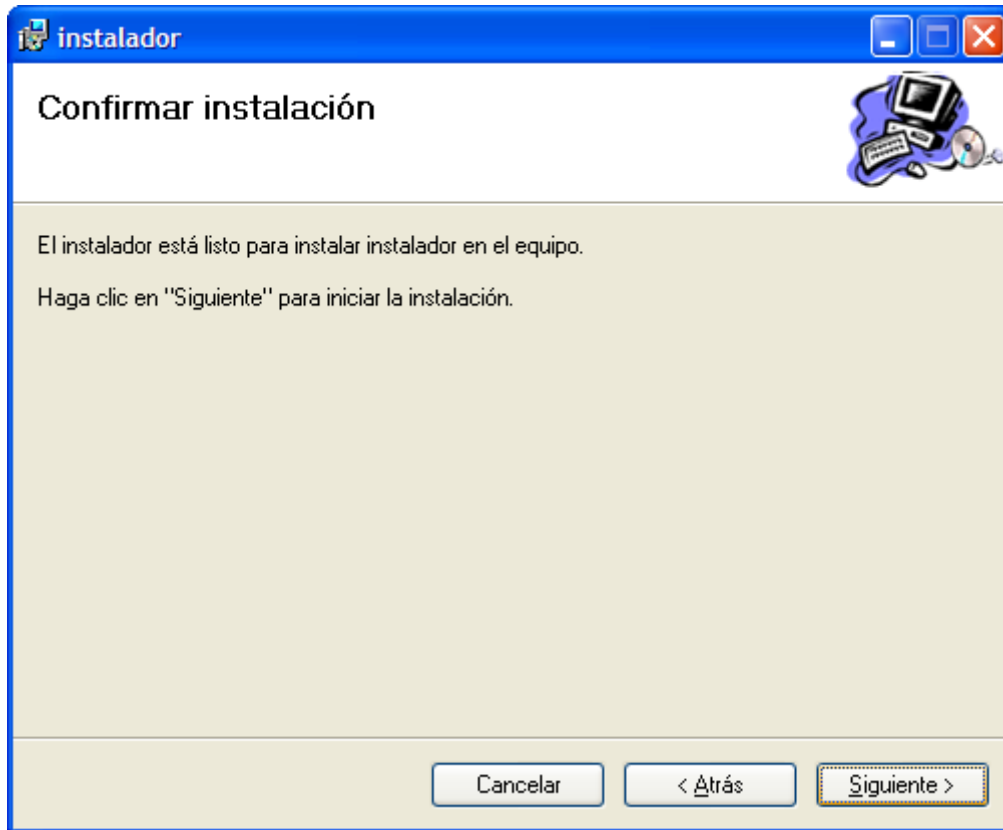 instalador
Confirmar instalación
El instalador está listo para instalar instalador en el equipo.
Haga clic en "Siguiente" para iniciar la instalación.
Cancelar
< Atrás
Siguiente >